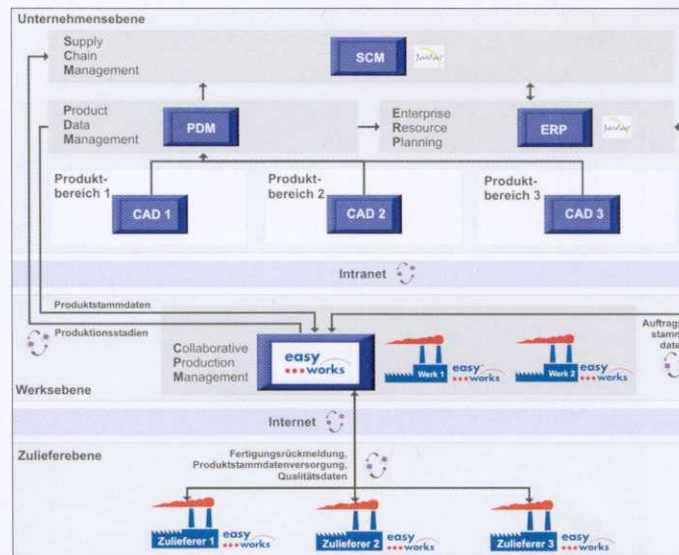 Unternehmensebene
Supply
Chain
Management
SCM
Product
Data
Management
PDM
Enterprise
Resource
Planning
ERP
Produkt-
bereich 1
CAD 1
Produkt-
bereich 2
CAD 2
Produkt-
bereich 3
CAD 3
Intranet
Produktstammdaten
Produktionsstadien
Collaborative
Production
Management
easy
works
Werk 1
easy
works
Werk 2
easy
works
Auftrags
stamm
date
Werksebene
Internet
Zulieferebene
Fertigungsrückmeldung,
Produktstammdatenversorgung,
Qualitätsdaten
Zulieferer 1
easy
works
Zulieferer 2
easy
works
Zulieferer 3
easy
works